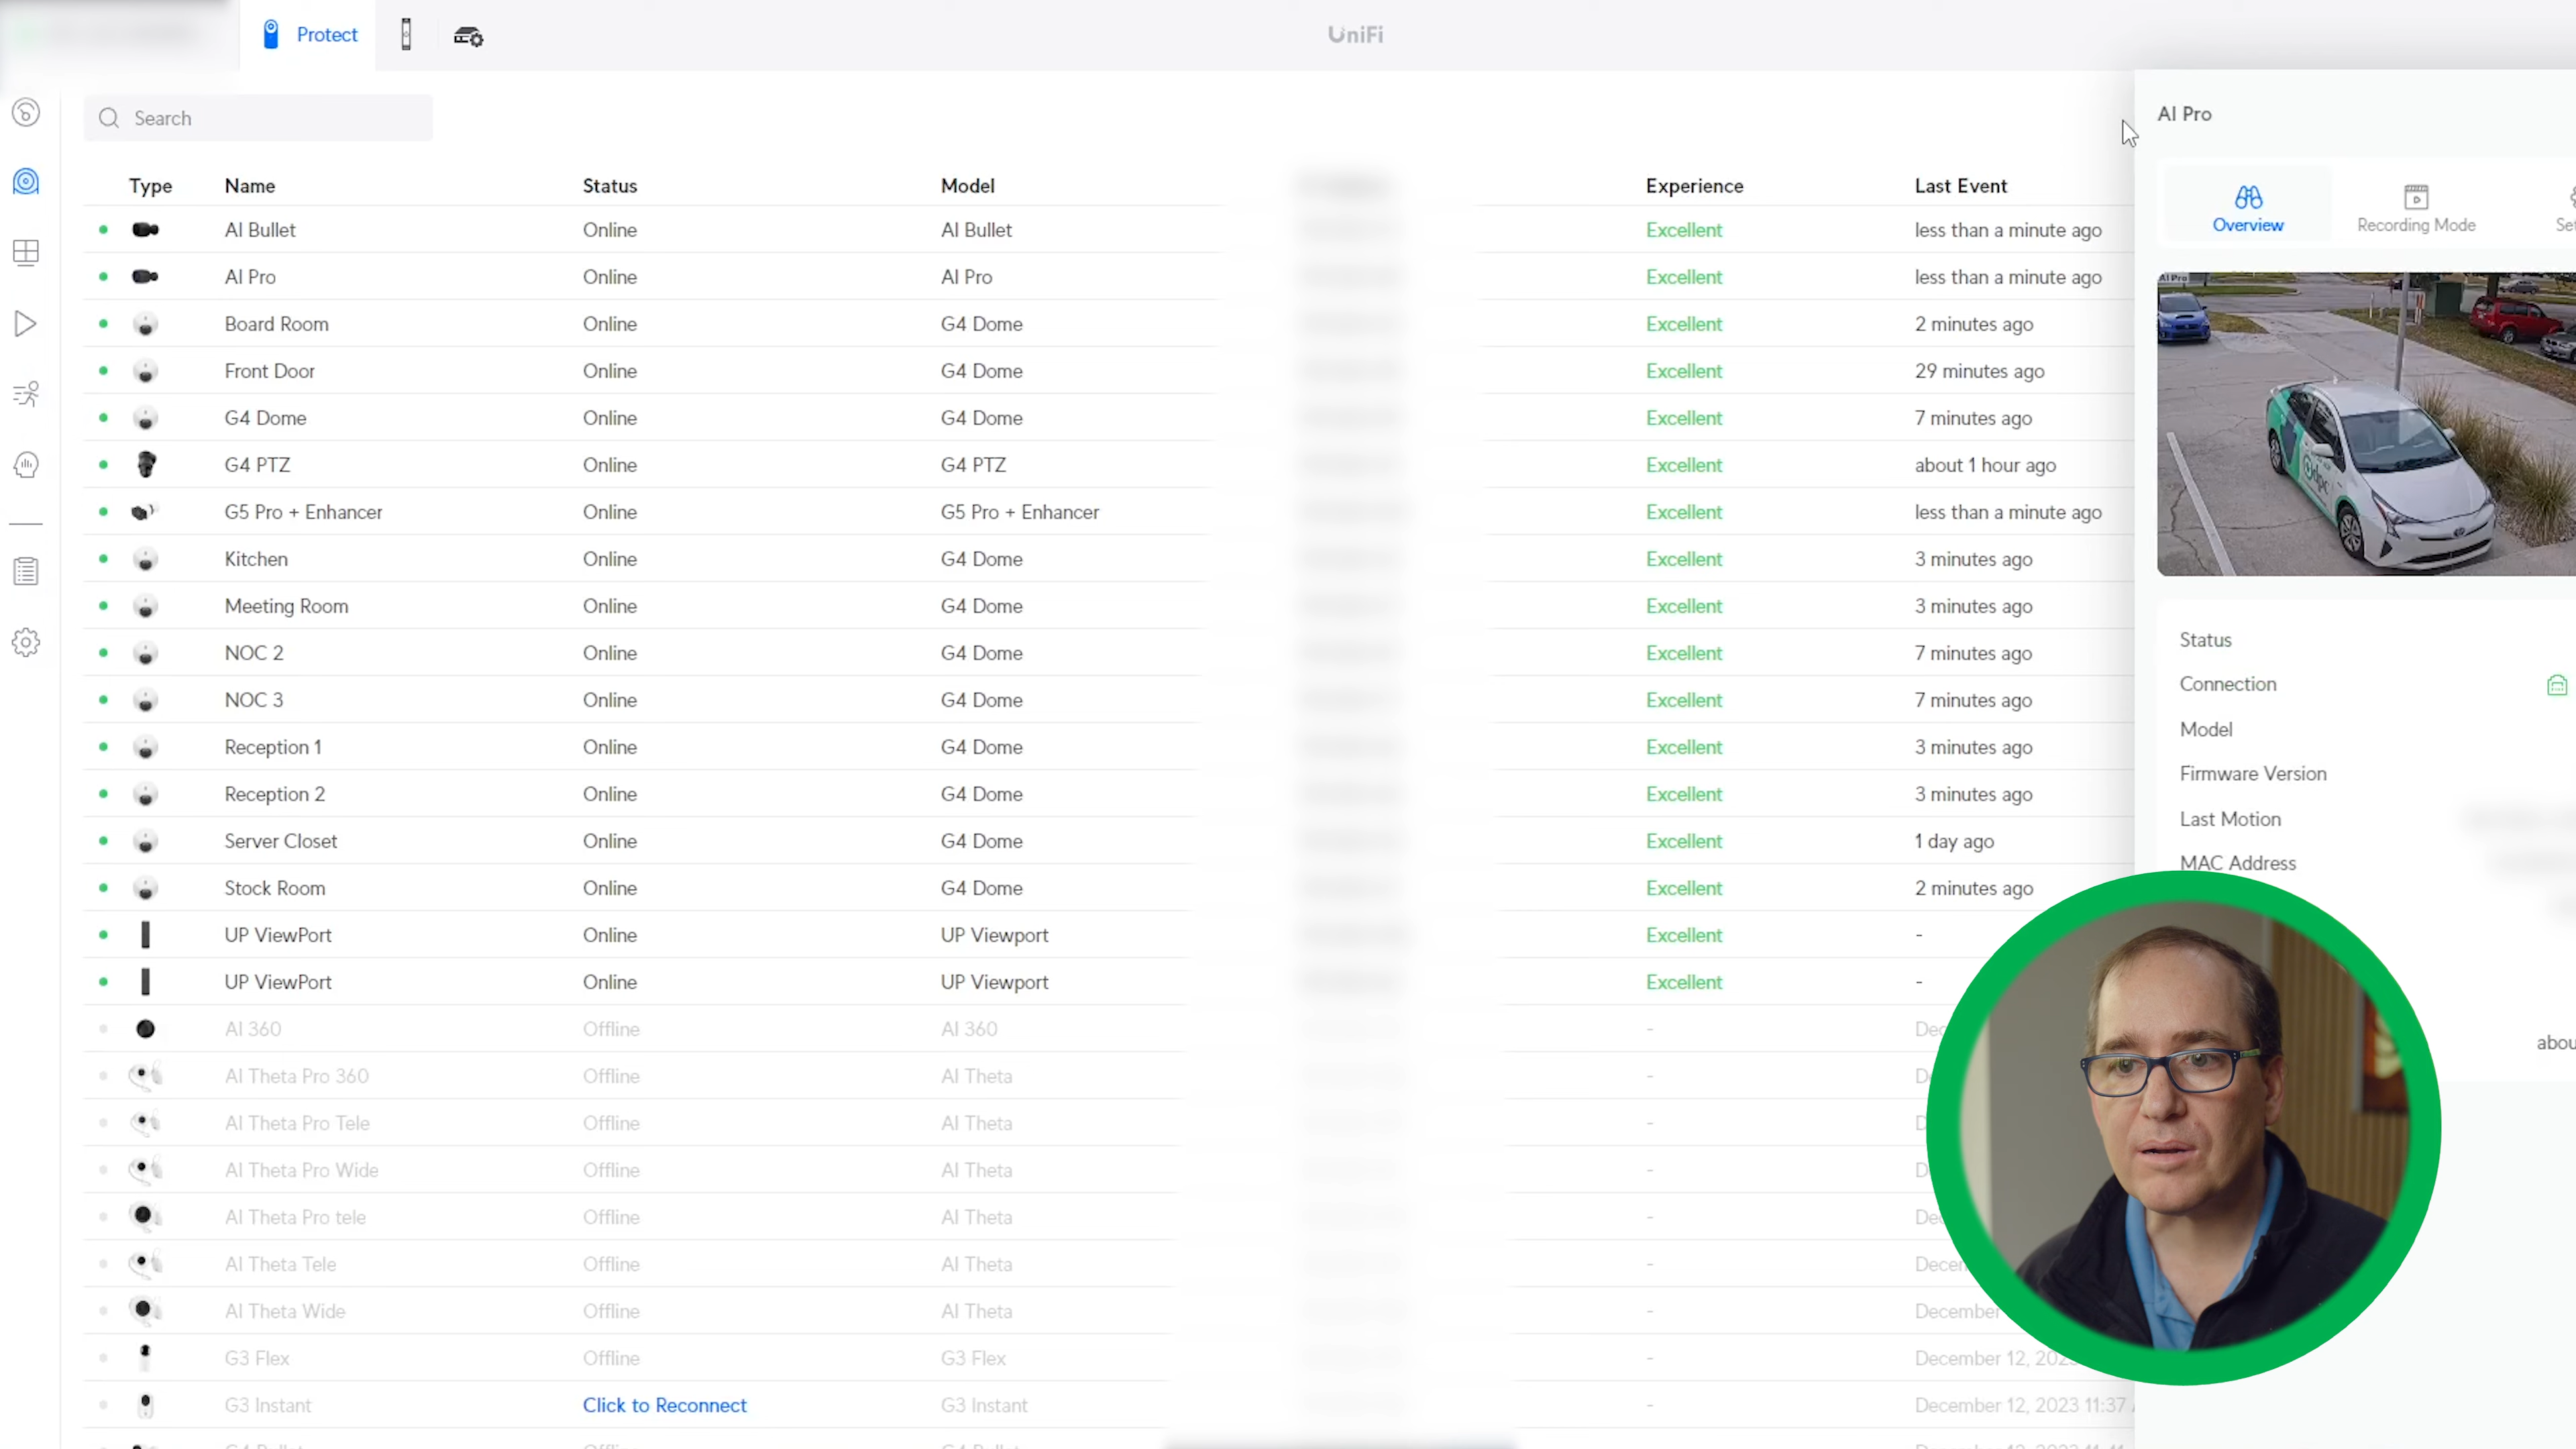 Protect
UniFi
Search
AI Pro
Type Name Status Model Experience Last Event
Overview Recording Mode
AI Bullet Online AI Bullet Excellent less than a minute ago
AI Pro Online AI Pro Excellent less than a minute ago
AI Pro
Board Room Online G4 Dome Excellent 2 minutes ago
Front Door Online G4 Dome Excellent 29 minutes ago
G4 Dome Online G4 Dome Excellent 7 minutes ago
G4 PTZ Online G4 PTZ Excellent about 1 hour ago
dpc
G5 Pro + Enhancer Online G5 Pro + Enhancer Excellent less than a minute ago
Kitchen Online G4 Dome Excellent 3 minutes ago
Meeting Room Online G4 Dome Excellent 3 minutes ago
Status
NOC 2 Online G4 Dome Excellent 7 minutes ago
Connection
NOC 3 Online G4 Dome Excellent 7 minutes ago
Model
Reception 1 Online G4 Dome Excellent 3 minutes ago
Firmware Version
Reception 2 Online G4 Dome Excellent 3 minutes ago
Last Motion
Server Closet Online G4 Dome Excellent 1 day ago
MAC Address
Stock Room Online G4 Dome Excellent 2 minutes ago
UP ViewPort Online UP Viewport Excellent -
UP ViewPort Online UP Viewport Excellent -
AI 360 Offline AI 360 -
AI Theta Pro 360 Offline AI Theta -
AI Theta Pro Tele Offline AI Theta -
AI Theta Pro Wide Offline AI Theta -
AI Theta Pro tele Offline AI Theta -
AI Theta Tele Offline AI Theta -
AI Theta Wide Offline AI Theta - December
G3 Flex Offline G3 Flex - December 12, 2023
G3 Instant Click to Reconnect G3 Instant - December 12, 2023 11:37